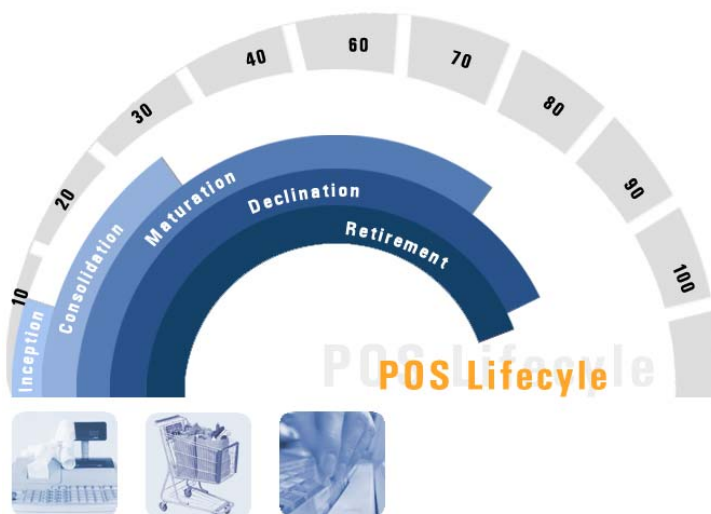 10
20
30
40
60
70
80
90
100
Inception
Consolidation
Maturation
Declination
Retirement
POS Lifecyle
POS Lifecyle